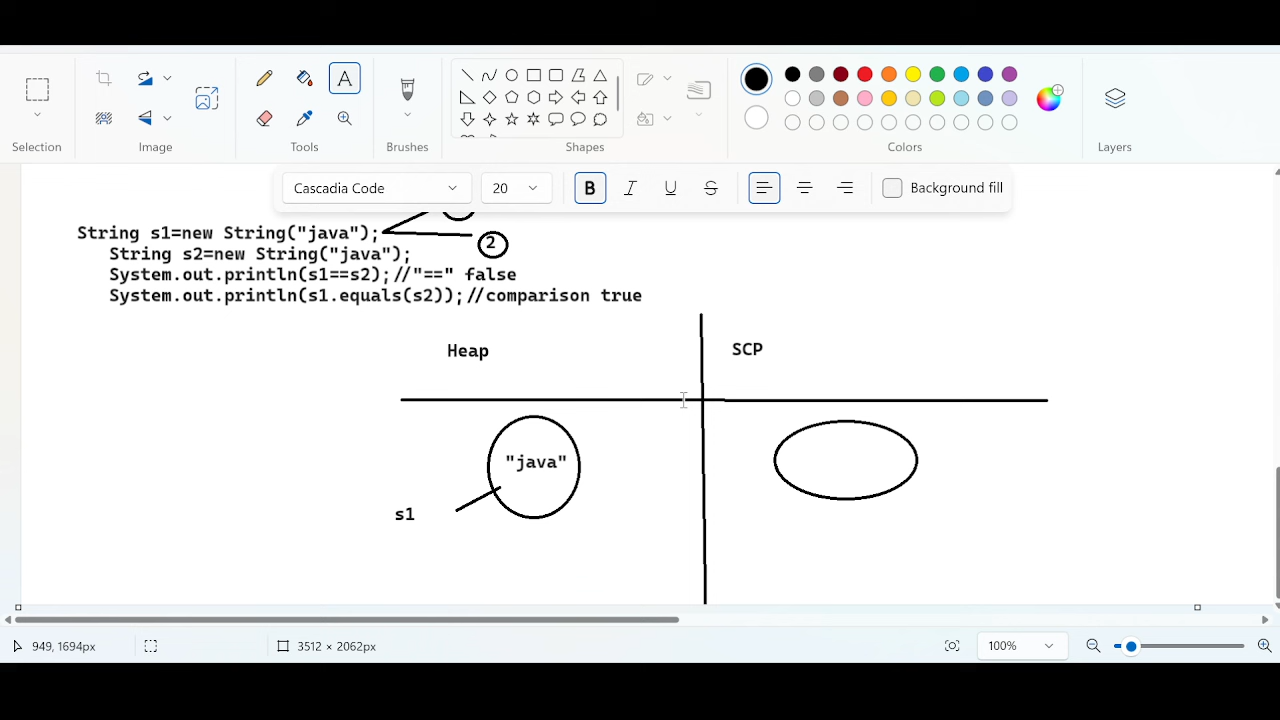 Selection
Image
Tools
Brushes
Shapes
Colors
Layers
Cascadia Code
20
B
I
U
S
Background fill
2
String s1=new String("java");
String s2=new String("java");
System.out.println(s1==s2);//"==" false
System.out.println(s1.equals(s2));//comparison true
Heap
SCP
"java"
s1
949, 1694px
3512 × 2062px
100%